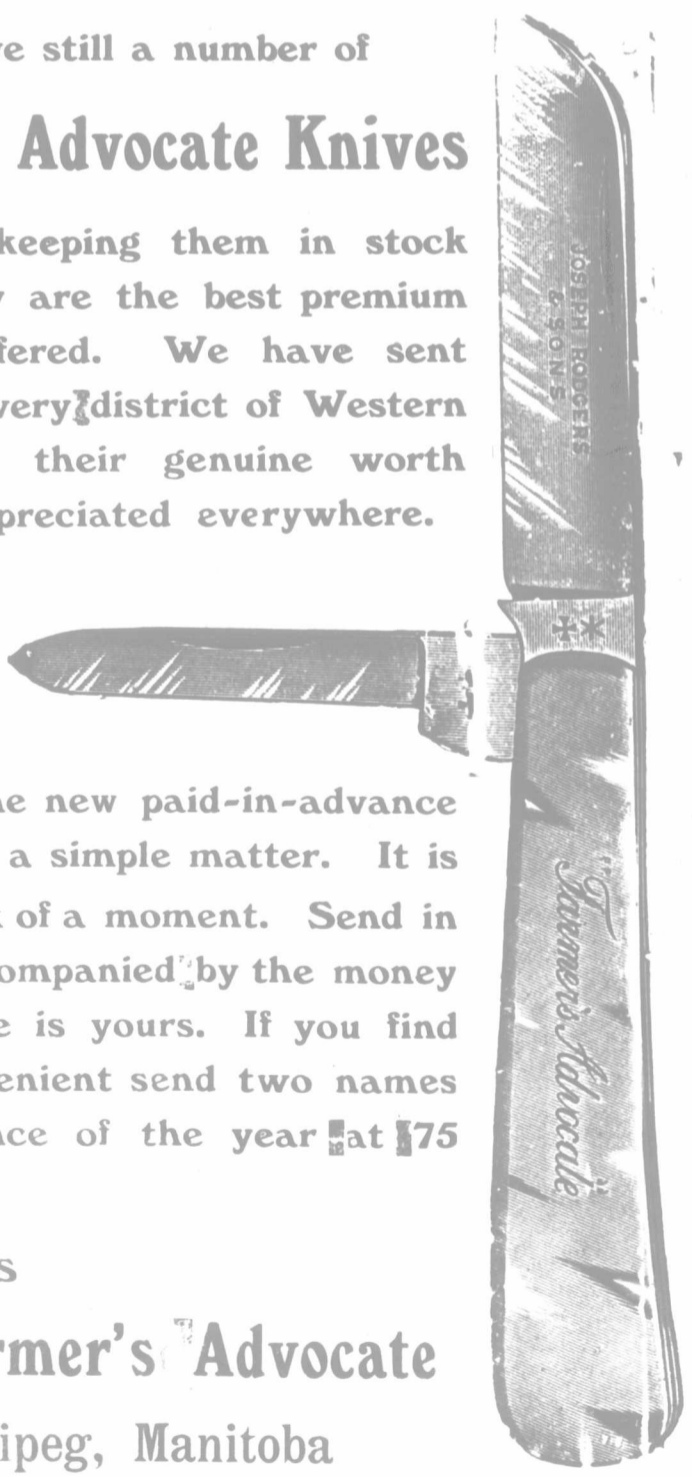 ve still a number of
Advocate Knives
keeping them in stock
y are the best premium
fered. We have sent
very district of Western
their genuine worth
preciated everywhere.
JOSEPH RODGERS
& SONS
ne new paid-in-advance
a simple matter. It is
k of a moment. Send in
ompanied by the money
e is yours. If you find
enient send two names
nce of the year at 75
"Farmer's Advocate"
s
rmer's Advocate
ipeg, Manitoba